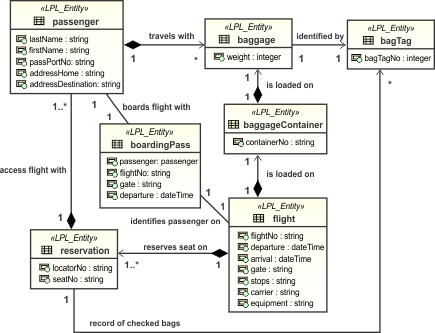 «LPL_Entity»
passenger
lastName : string
firstName : string
passPortNo: string
addressHome : string
addressDestination: string
travels with
1
*
«LPL_Entity»
baggage
weight : integer
identified by
1
1
«LPL_Entity»
bagTag
bagTagNo : integer
*
1
is loaded on
1
«LPL_Entity»
baggageContainer
containerNo : string
1
is loaded on
1
1..*
1
boards flight with
1
«LPL_Entity»
boardingPass
passenger: passenger
flightNo: string
gate : string
departure : dateTime
access flight with
1
1
identifies passenger on
«LPL_Entity»
flight
flightNo : string
departure : dateTime
arrival : dateTime
gate : string
stops : string
carrier : string
equipment : string
1
reserves seat on
1..*
1
«LPL_Entity»
reservation
locatorNo : string
seatNo : string
1
record of checked bags